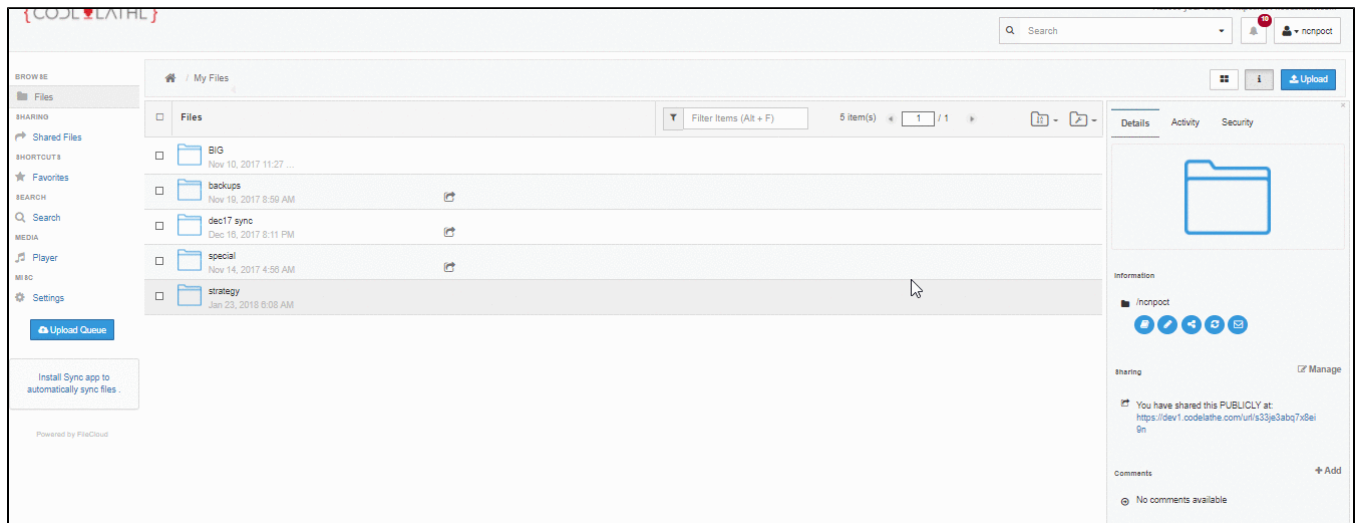 Search
10
ncnpoct
BROWSE
Files
SHARING
Shared Files
SHORTCUTS
Favorites
SEARCH
Search
MEDIA
Player
MISC
Settings
Upload Queue
Install Sync app to
automatically sync files .
Powered by FileCloud
/ My Files
i
Upload
Files
Filter Items (Alt + F)
5 item(s)
1 / 1
BIG
Nov 10, 2017 11:27 ...
backups
Nov 19, 2017 8:59 AM
dec17 sync
Dec 16, 2017 8:11 PM
special
Nov 14, 2017 4:56 AM
strategy
Jan 23, 2018 6:08 AM
Details Activity Security
Information
/ncnpoct
Sharing
Manage
You have shared this PUBLICLY at:
https://dev1.codelathe.com/url/s33je3abq7x8ei
9n
Comments
+ Add
No comments available